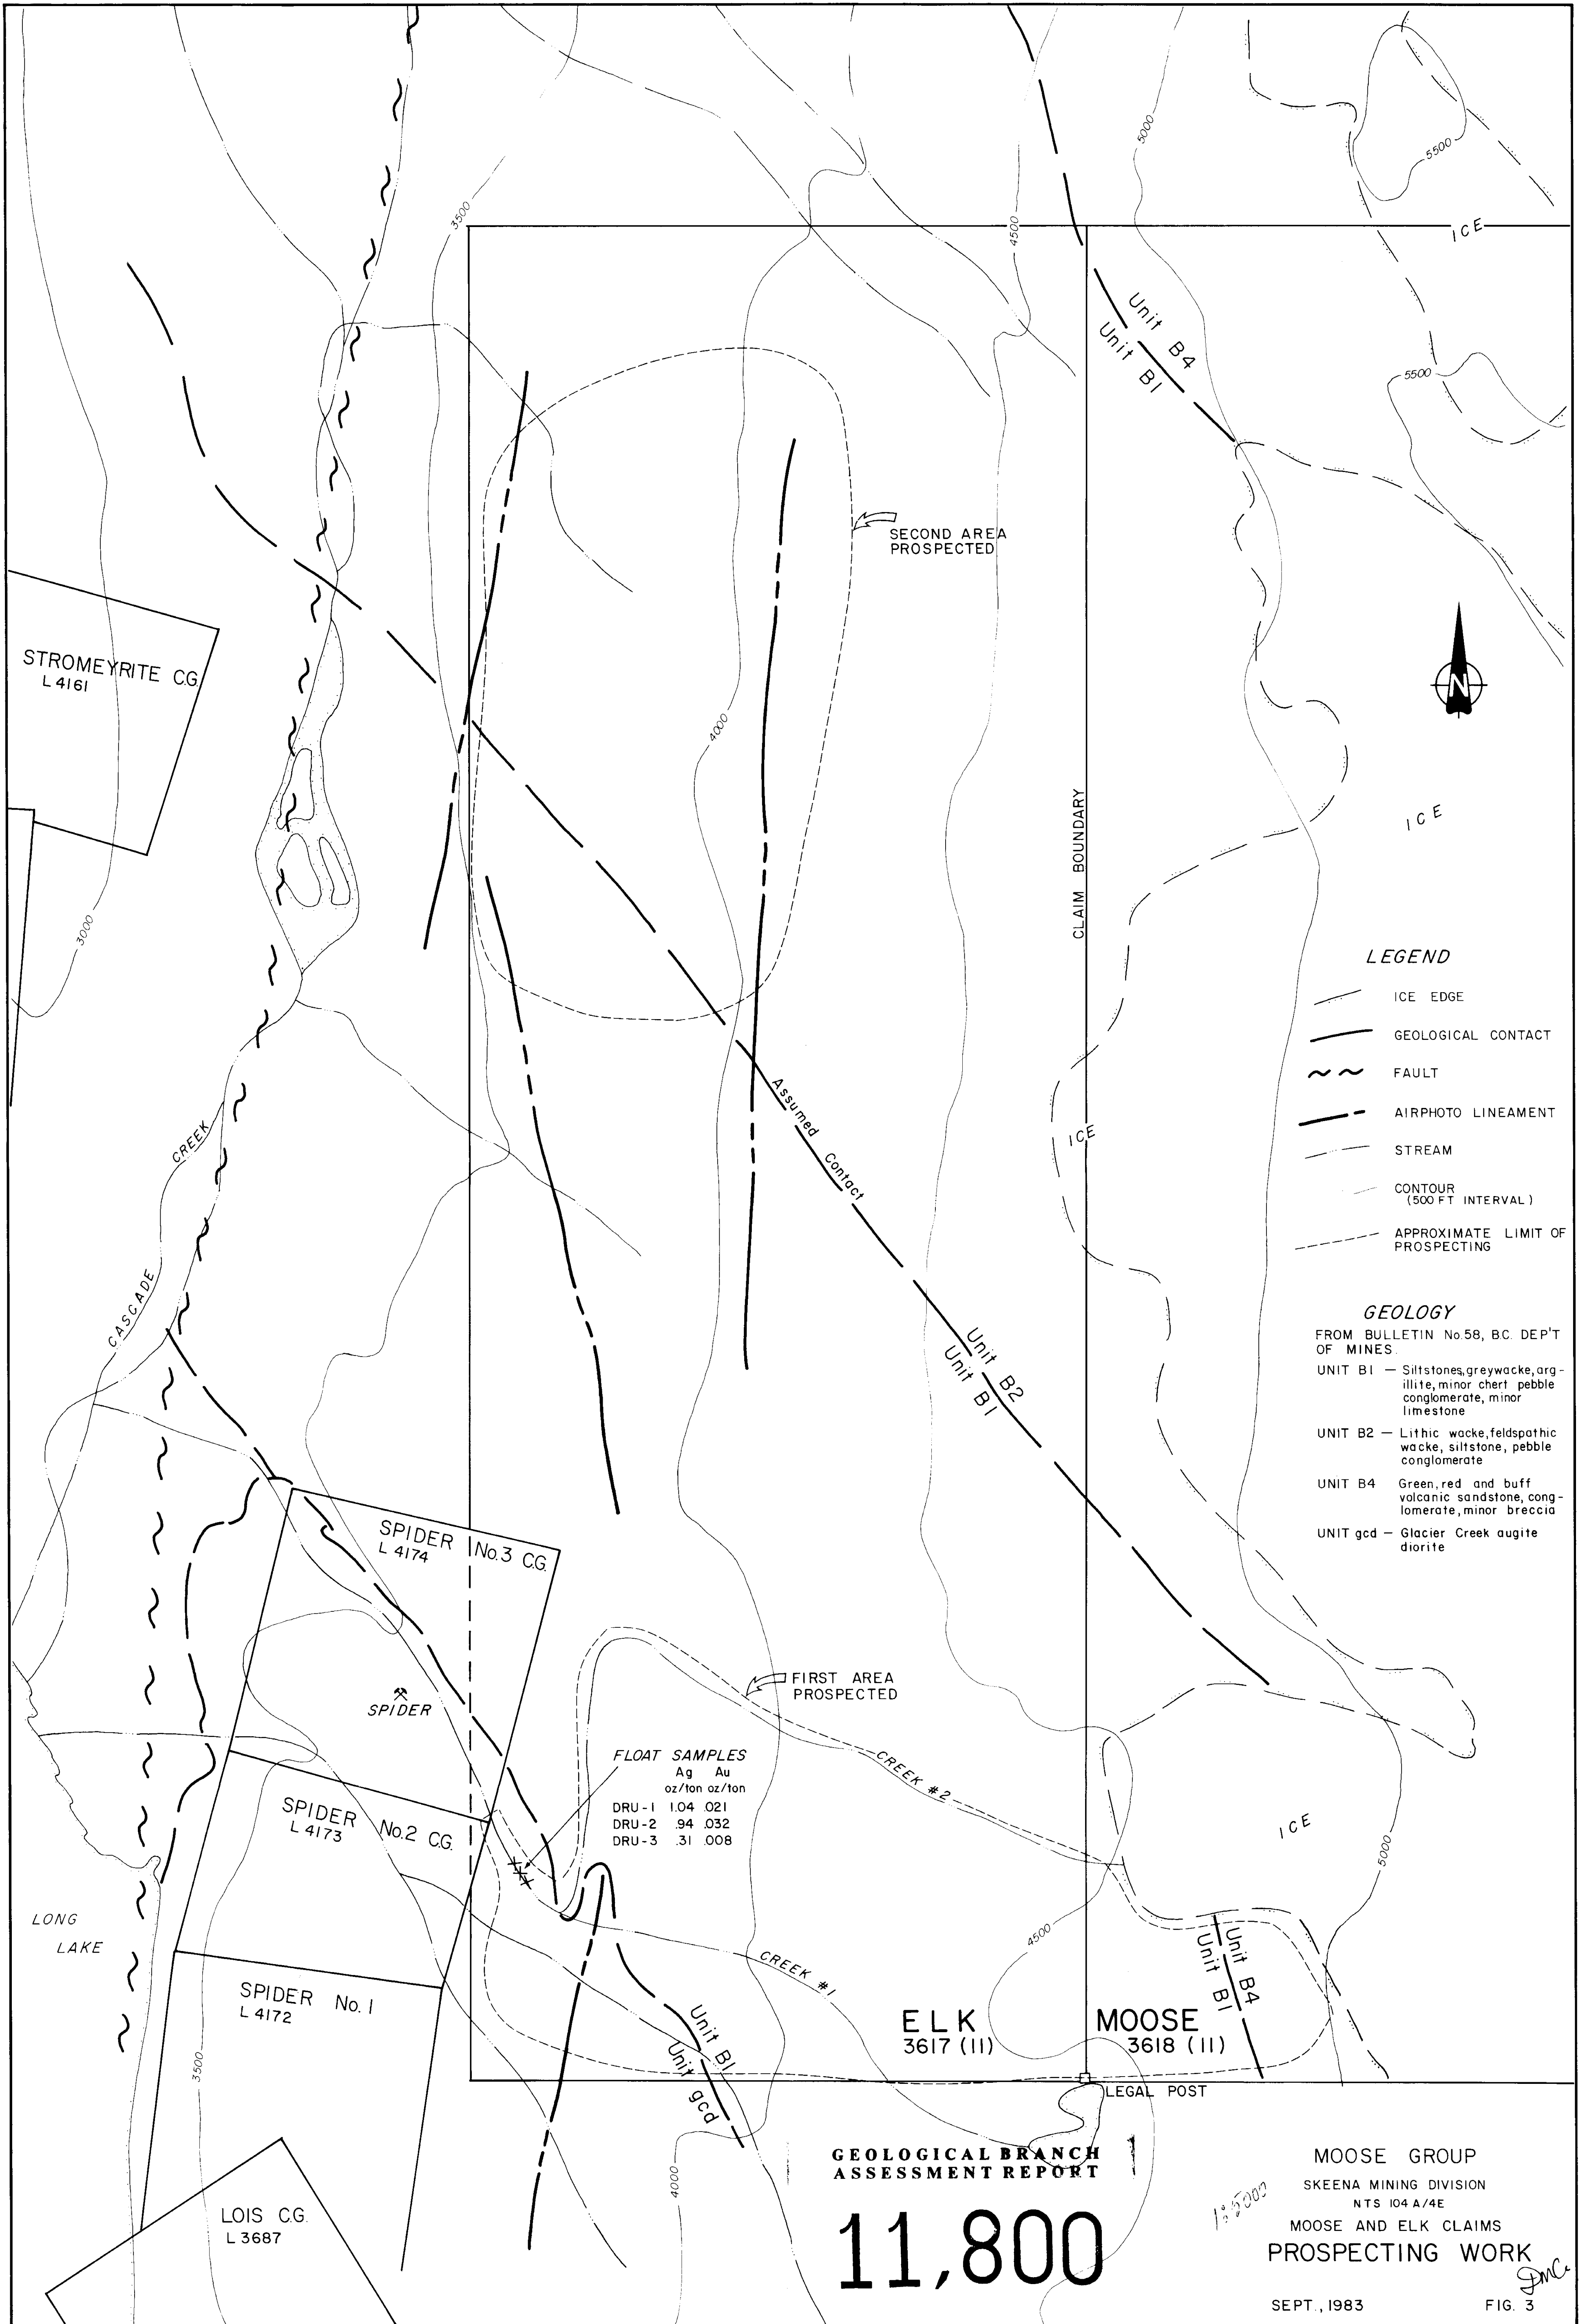 5000
5500
3500
4500
ICE
Unit B4
Unit B1
5500
SECOND AREA
PROSPECTED
STROMEYRITE C.G.
L 4161
N
4000
CLAIM BOUNDARY
ICE
3000
LEGEND
ICE EDGE
GEOLOGICAL CONTACT
FAULT
AIRPHOTO LINEAMENT
STREAM
CONTOUR
(500 FT INTERVAL)
APPROXIMATE LIMIT OF
PROSPECTING
CASCADE CREEK
Assumed Contact
ICE
GEOLOGY
FROM BULLETIN No.58, B.C. DEP'T
OF MINES.
UNIT B1 — Siltstones, greywacke, arg-
illite, minor chert pebble
conglomerate, minor
limestone
UNIT B2 — Lithic wacke, feldspathic
wacke, siltstone, pebble
conglomerate
UNIT B4 Green, red and buff
volcanic sandstone, cong-
lomerate, minor breccia
UNIT gcd — Glacier Creek augite
diorite
Unit B2
Unit B1
SPIDER No.3 C.G.
L 4174
SPIDER
FIRST AREA
PROSPECTED
FLOAT SAMPLES
Ag Au
oz/ton oz/ton
DRU-1 1.04 .021
DRU-2 .94 .032
DRU-3 .31 .008
CREEK #2
SPIDER No.2 C.G.
L 4173
ICE
5000
LONG
LAKE
4500
CREEK #1
Unit B4
Unit B1
SPIDER No. 1
L 4172
ELK
3617 (11)
MOOSE
3618 (11)
Unit B1
Unit gcd
3500
LEGAL POST
4000
GEOLOGICAL BRANCH
ASSESSMENT REPORT
11,800
LOIS C.G.
L 3687
1:5000
MOOSE GROUP
SKEENA MINING DIVISION
NTS 104 A/4E
MOOSE AND ELK CLAIMS
PROSPECTING WORK
SEPT., 1983
FIG. 3